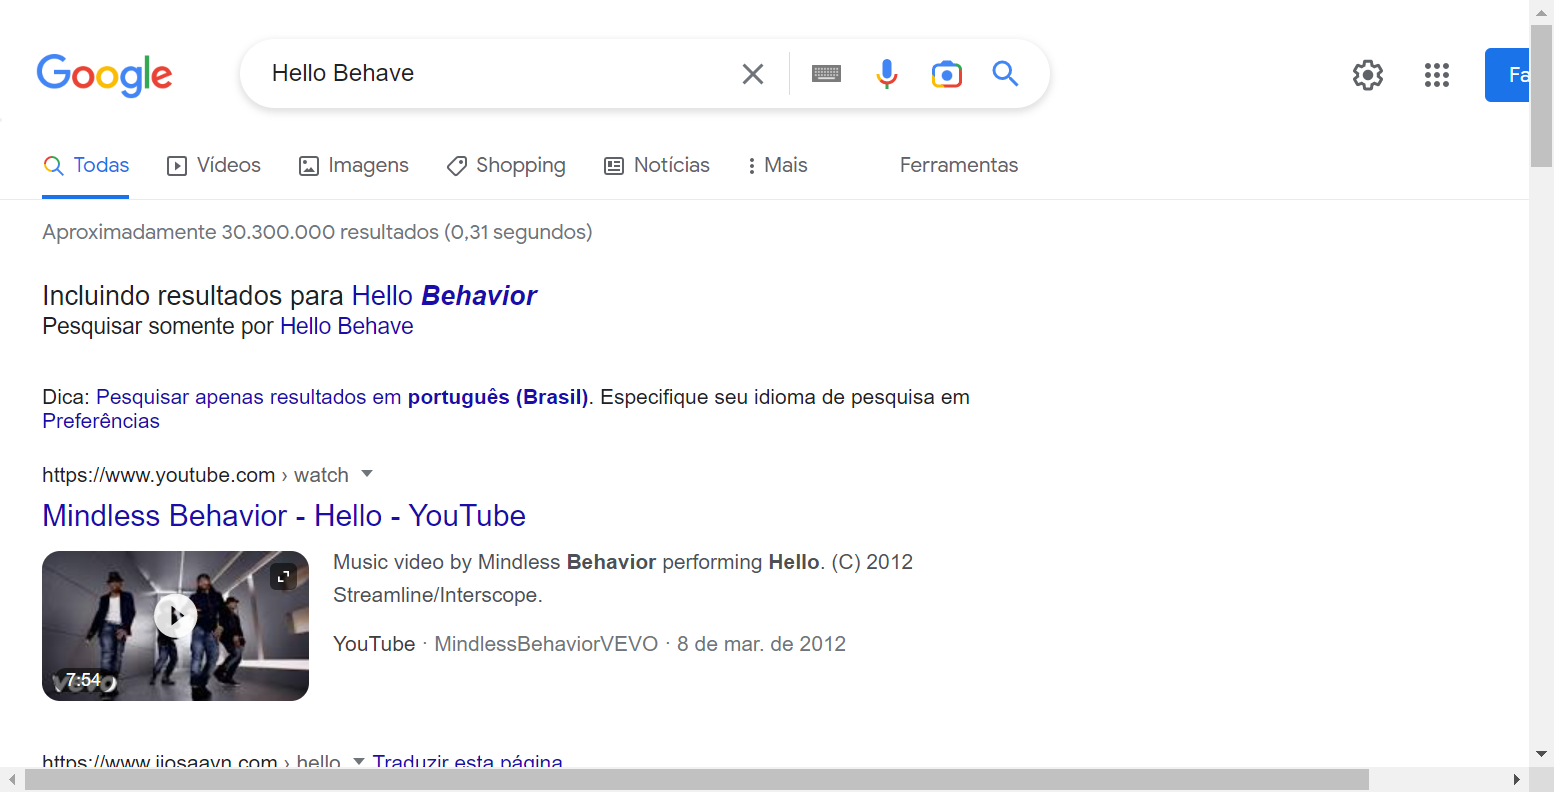 Google
Hello Behave
Fa
Todas
Vídeos
Imagens
Shopping
Notícias
Mais
Ferramentas
Aproximadamente 30.300.000 resultados (0,31 segundos)
Incluindo resultados para Hello Behavior
Pesquisar somente por Hello Behave
Dica: Pesquisar apenas resultados em português (Brasil). Especifique seu idioma de pesquisa em
Preferências
https://www.youtube.com › watch
Mindless Behavior - Hello - YouTube
Music video by Mindless Behavior performing Hello. (C) 2012
Streamline/Interscope.
YouTube · MindlessBehaviorVEVO · 8 de mar. de 2012
7:54
vevo
https://www.jiosaavn.com › hello Traduzir esta página